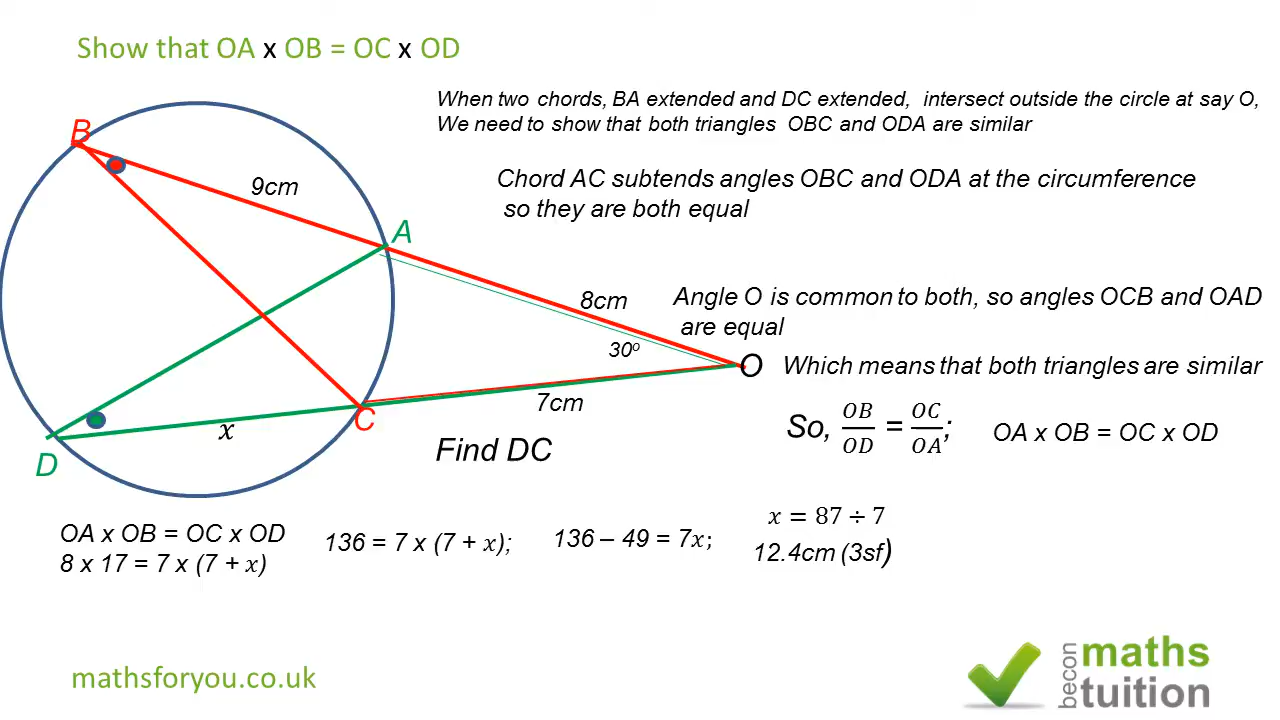 Show that OA x OB = OC x OD
When two chords, BA extended and DC extended, intersect outside the circle at say O,
We need to show that both triangles OBC and ODA are similar
B
Chord AC subtends angles OBC and ODA at the circumference
so they are both equal
9cm
A
8cm
Angle O is common to both, so angles OCB and OAD
are equal
30º
O
Which means that both triangles are similar
7cm
C
x
D
Find DC
So, OB/OD = OC/OA;
OA x OB = OC x OD
OA x OB = OC x OD
8 x 17 = 7 x (7 + x)
136 = 7 x (7 + x);
136 – 49 = 7x;
x = 87 ÷ 7
12.4cm (3sf)
mathsforyou.co.uk
becon
maths
tuition